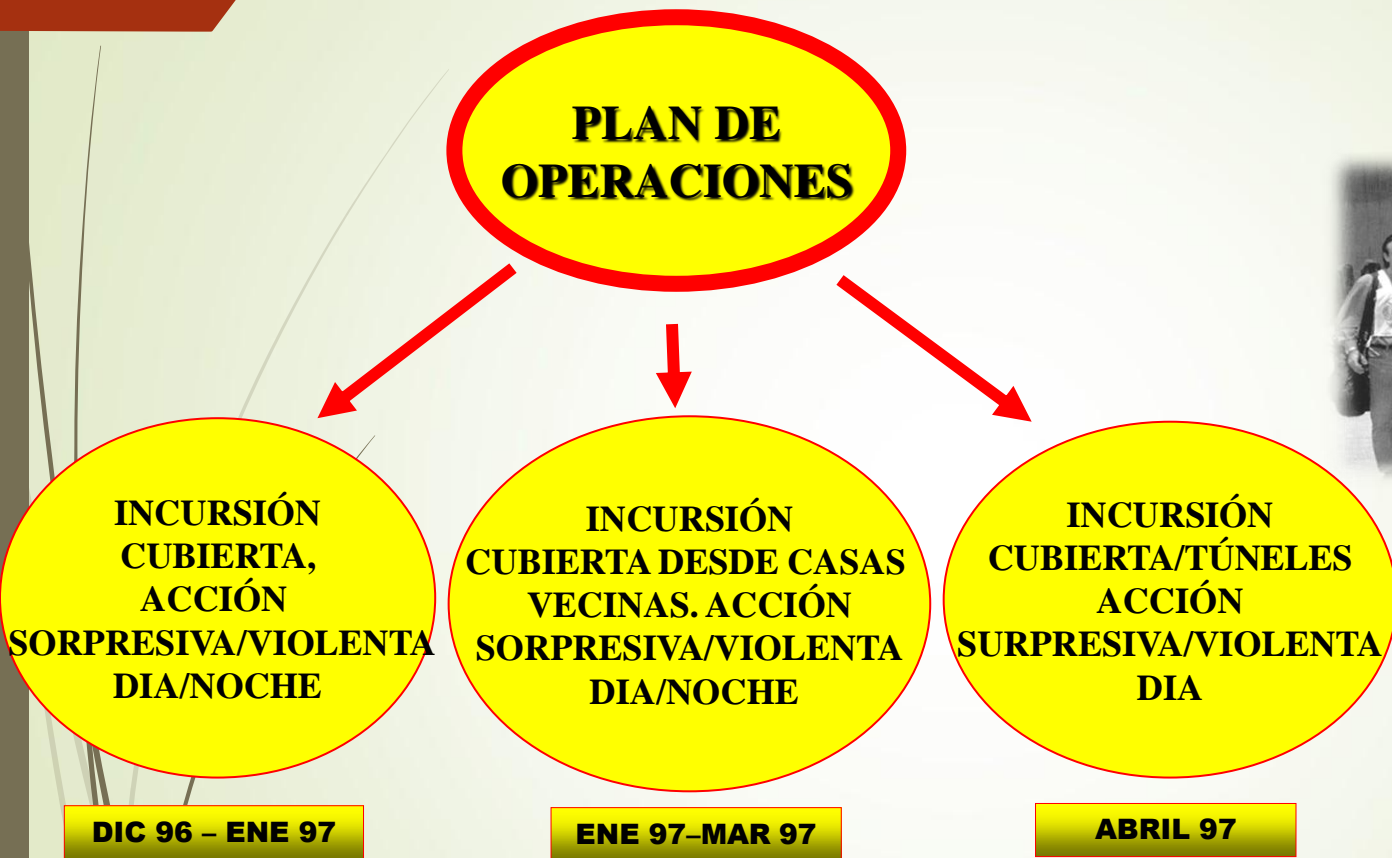 PLAN DE
OPERACIONES
INCURSIÓN
CUBIERTA,
ACCIÓN
SORPRESIVA/VIOLENTA
DIA/NOCHE
INCURSIÓN
CUBIERTA DESDE CASAS
VECINAS. ACCIÓN
SORPRESIVA/VIOLENTA
DIA/NOCHE
INCURSIÓN
CUBIERTA/TÚNELES
ACCIÓN
SURPRESIVA/VIOLENTA
DIA
DIC 96 – ENE 97
ENE 97–MAR 97
ABRIL 97